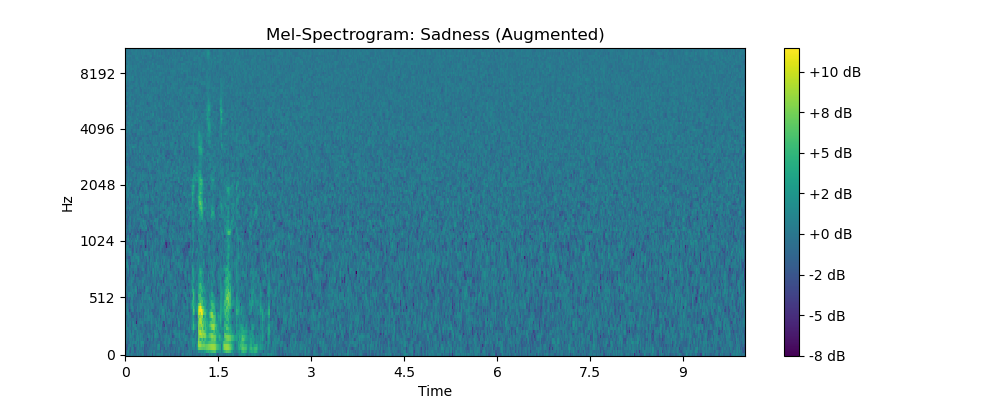 Mel-Spectrogram: Sadness (Augmented)
8192
4096
2048
1024
512
0
Hz
0 1.5 3 4.5 6 7.5 9
Time
+10 dB
+8 dB
+5 dB
+2 dB
+0 dB
-2 dB
-5 dB
-8 dB